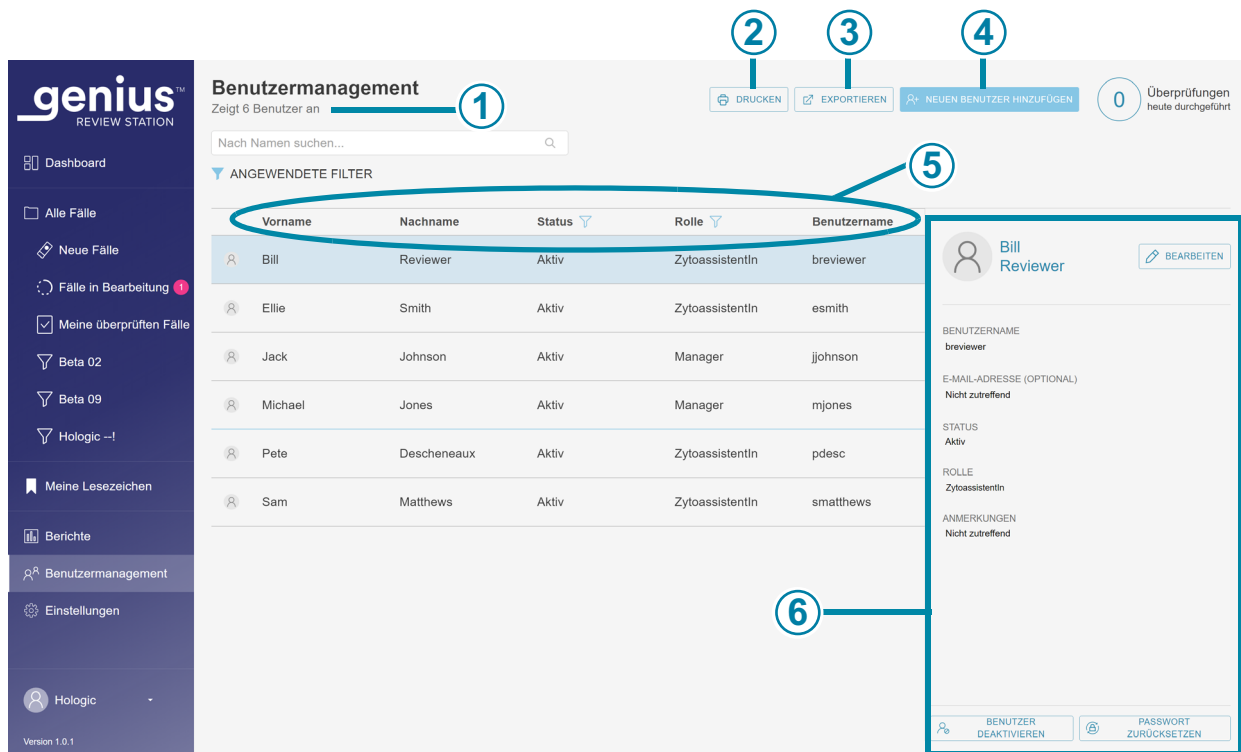 2
3
4
genius™
REVIEW STATION
Dashboard
Alle Fälle
Neue Fälle
Fälle in Bearbeitung 1
Meine überprüften Fälle
Beta 02
Beta 09
Hologic --!
Meine Lesezeichen
Berichte
Benutzermanagement
Einstellungen
Hologic
Version 1.0.1
Benutzermanagement
Zeigt 6 Benutzer an
1
DRUCKEN
EXPORTIEREN
NEUEN BENUTZER HINZUFÜGEN
0
Überprüfungen
heute durchgeführt
Nach Namen suchen...
ANGEWENDETE FILTER
5
Vorname Nachname Status Rolle Benutzername
Bill Reviewer Aktiv ZytoassistentIn breviewer
Ellie Smith Aktiv ZytoassistentIn esmith
Jack Johnson Aktiv Manager jjohnson
Michael Jones Aktiv Manager mjones
Pete Descheneaux Aktiv ZytoassistentIn pdesc
Sam Matthews Aktiv ZytoassistentIn smatthews
6
Bill
Reviewer
BEARBEITEN
BENUTZERNAME
breviewer
E-MAIL-ADRESSE (OPTIONAL)
Nicht zutreffend
STATUS
Aktiv
ROLLE
ZytoassistentIn
ANMERKUNGEN
Nicht zutreffend
BENUTZER
DEAKTIVIEREN
PASSWORT
ZURÜCKSETZEN